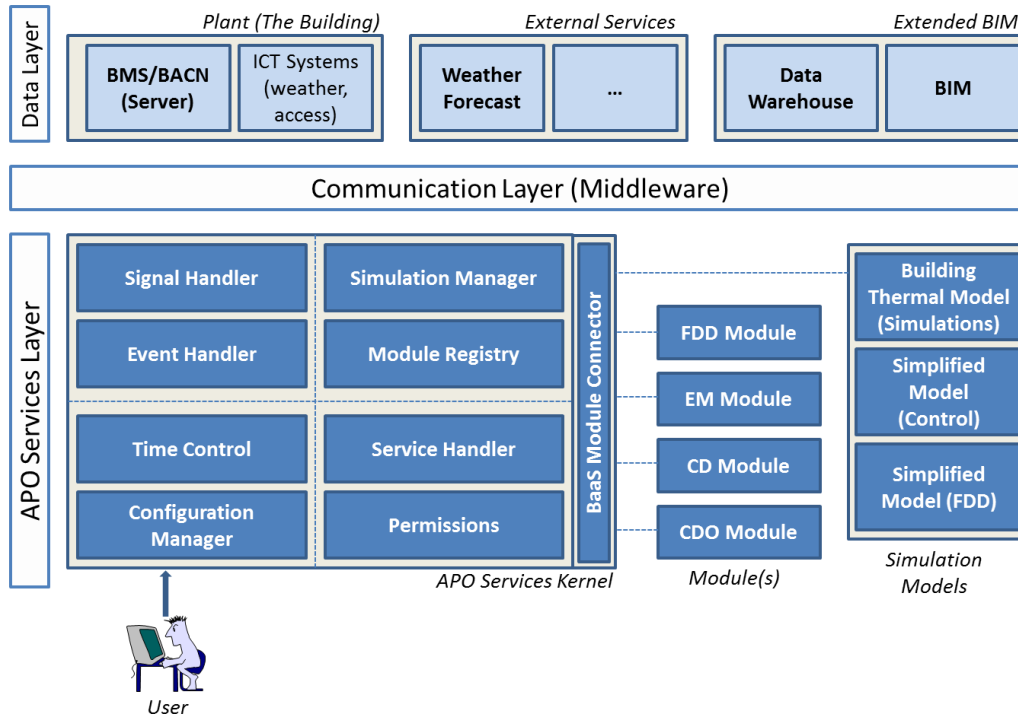 Plant (The Building)
External Services
Extended BIM
Data Layer
BMS/BACN
(Server)
ICT Systems
(weather,
access)
Weather
Forecast
...
Data
Warehouse
BIM
Communication Layer (Middleware)
APO Services Layer
Signal Handler
Simulation Manager
Event Handler
Module Registry
Time Control
Service Handler
Configuration
Manager
Permissions
BaaS Module Connector
APO Services Kernel
FDD Module
EM Module
CD Module
CDO Module
Module(s)
Building
Thermal Model
(Simulations)
Simplified
Model
(Control)
Simplified
Model (FDD)
Simulation
Models
User